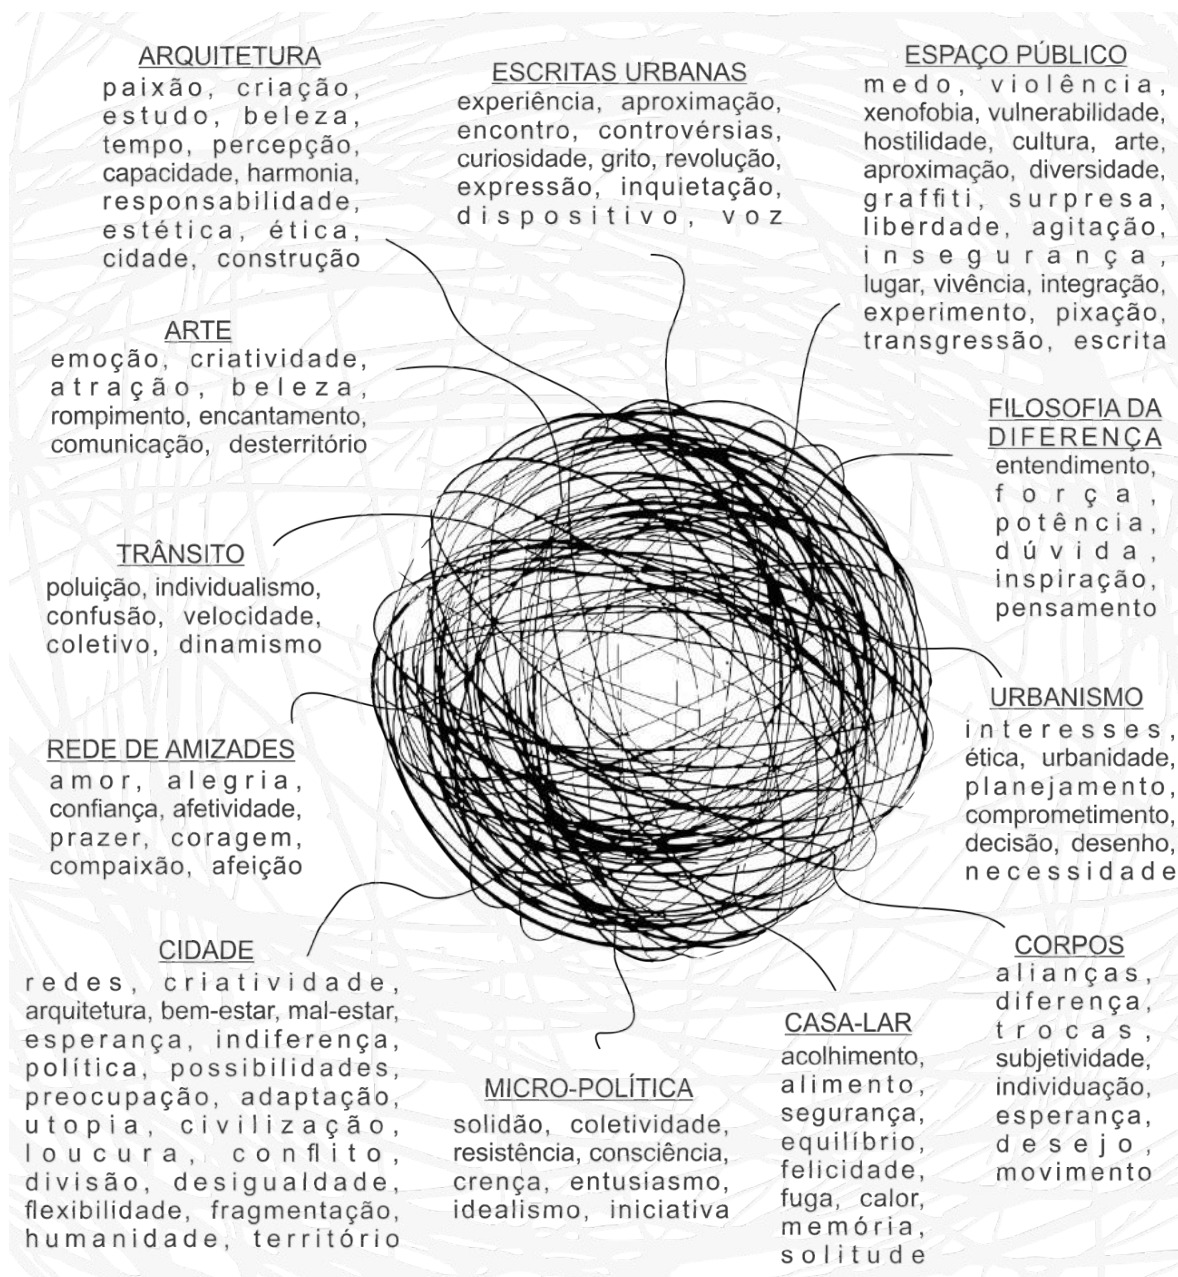 ARQUITETURA
paixão, criação,
estudo, beleza,
tempo, percepção,
capacidade, harmonia,
responsabilidade,
estética, ética,
cidade, construção
ESCRITAS URBANAS
experiência, aproximação,
encontro, controvérsias,
curiosidade, grito, revolução,
expressão, inquietação,
dispositivo, voz
ESPAÇO PÚBLICO
medo, violência,
xenofobia, vulnerabilidade,
hostilidade, cultura, arte,
aproximação, diversidade,
graffiti, surpresa,
liberdade, agitação,
insegurança,
lugar, vivência, integração,
experimento, pixação,
transgressão, escrita
ARTE
emoção, criatividade,
atração, beleza,
rompimento, encantamento,
comunicação, desterritório
FILOSOFIA DA
DIFERENÇA
entendimento,
força,
potência,
dúvida,
inspiração,
pensamento
TRÂNSITO
poluição, individualismo,
confusão, velocidade,
coletivo, dinamismo
URBANISMO
interesses,
ética, urbanidade,
planejamento,
comprometimento,
decisão, desenho,
necessidade
REDE DE AMIZADES
amor, alegria,
confiança, afetividade,
prazer, coragem,
compaixão, afeição
CIDADE
redes, criatividade,
arquitetura, bem-estar, mal-estar,
esperança, indiferença,
política, possibilidades,
preocupação, adaptação,
utopia, civilização,
loucura, conflito,
divisão, desigualdade,
flexibilidade, fragmentação,
humanidade, território
MICRO-POLÍTICA
solidão, coletividade,
resistência, consciência,
crença, entusiasmo,
idealismo, iniciativa
CASA-LAR
acolhimento,
alimento,
segurança,
equilíbrio,
felicidade,
fuga, calor,
memória,
solitude
CORPOS
alianças,
diferença,
trocas,
subjetividade,
individuação,
esperança,
desejo,
movimento